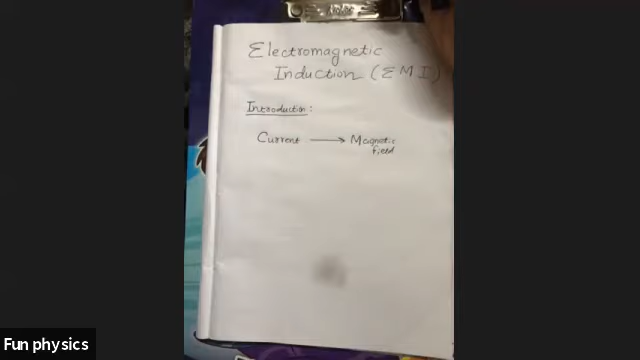 Electromagnetic
Induction (EMI)
Introduction:
Current → Magnetic
field
Fun physics